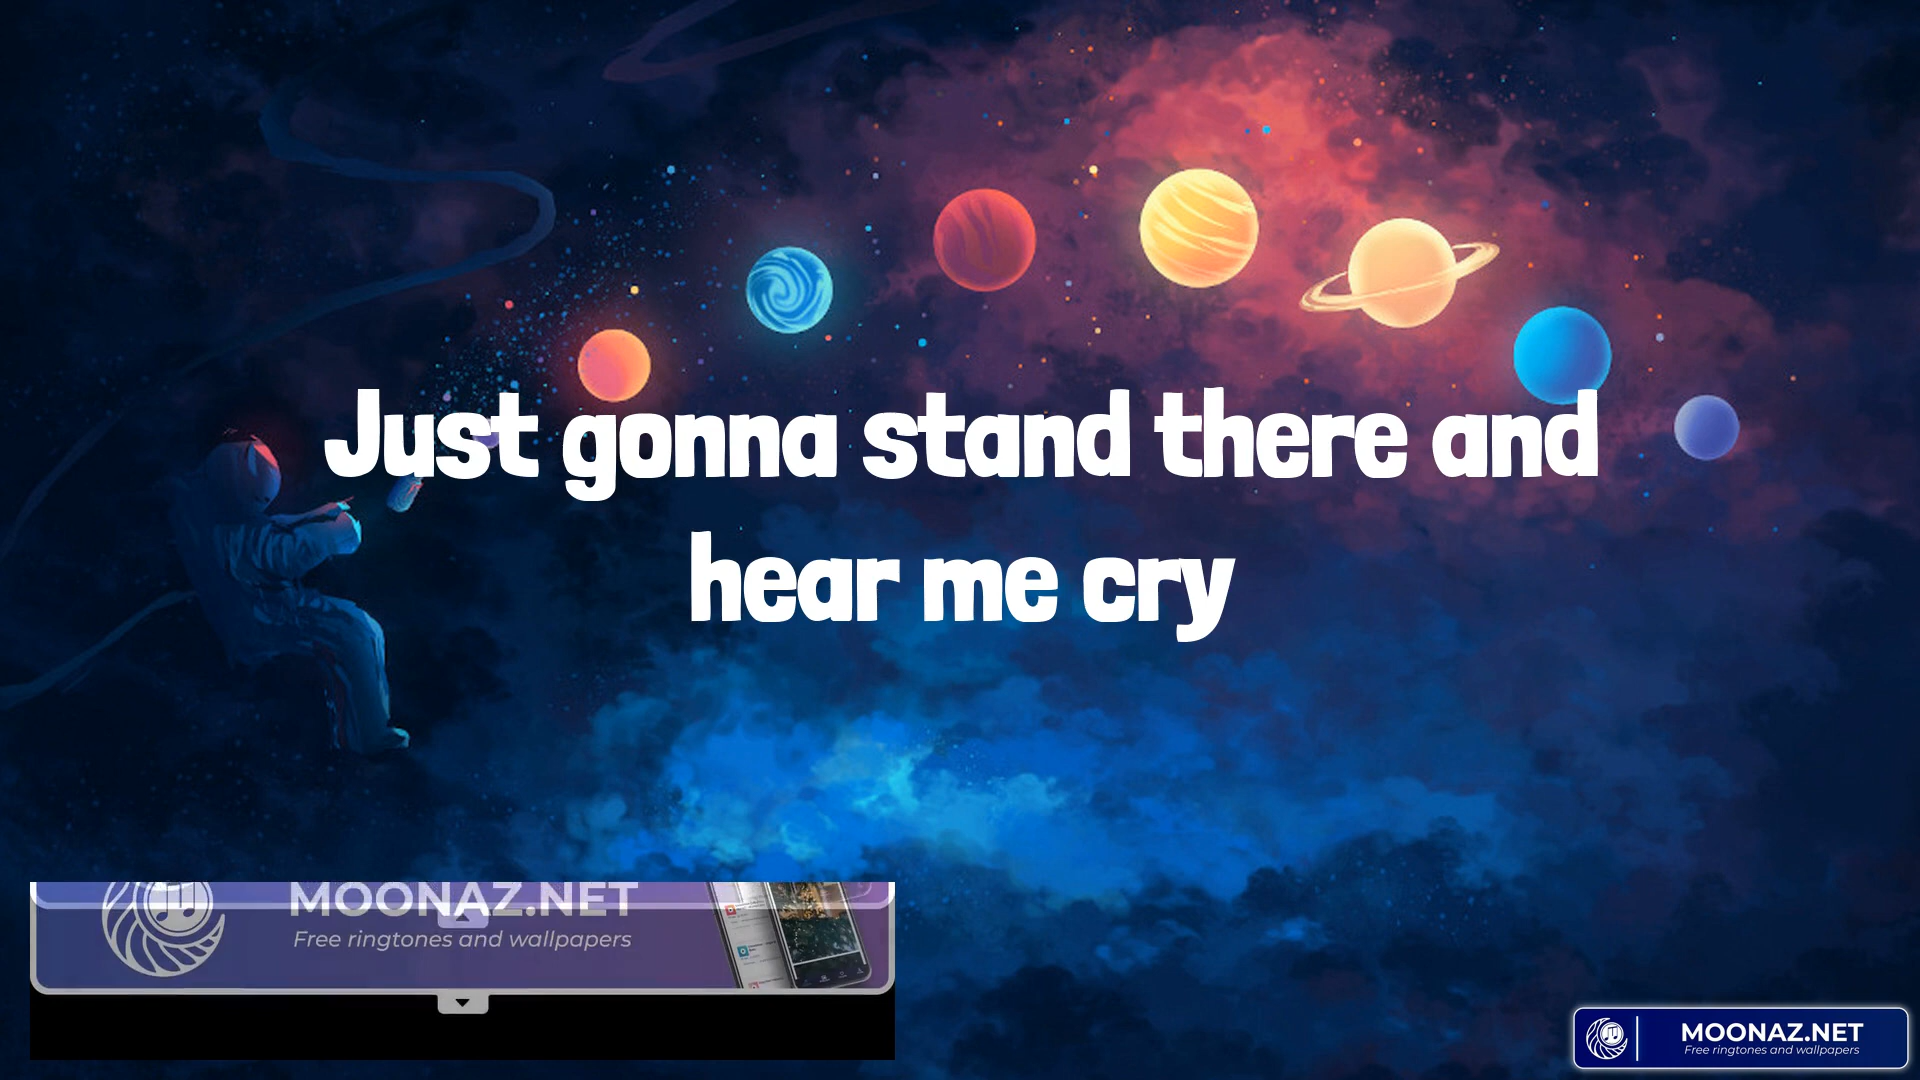 Just gonna stand there and
hear me cry
MOONAZ.NET
Free ringtones and wallpapers
MOONAZ.NET
Free ringtones and wallpapers